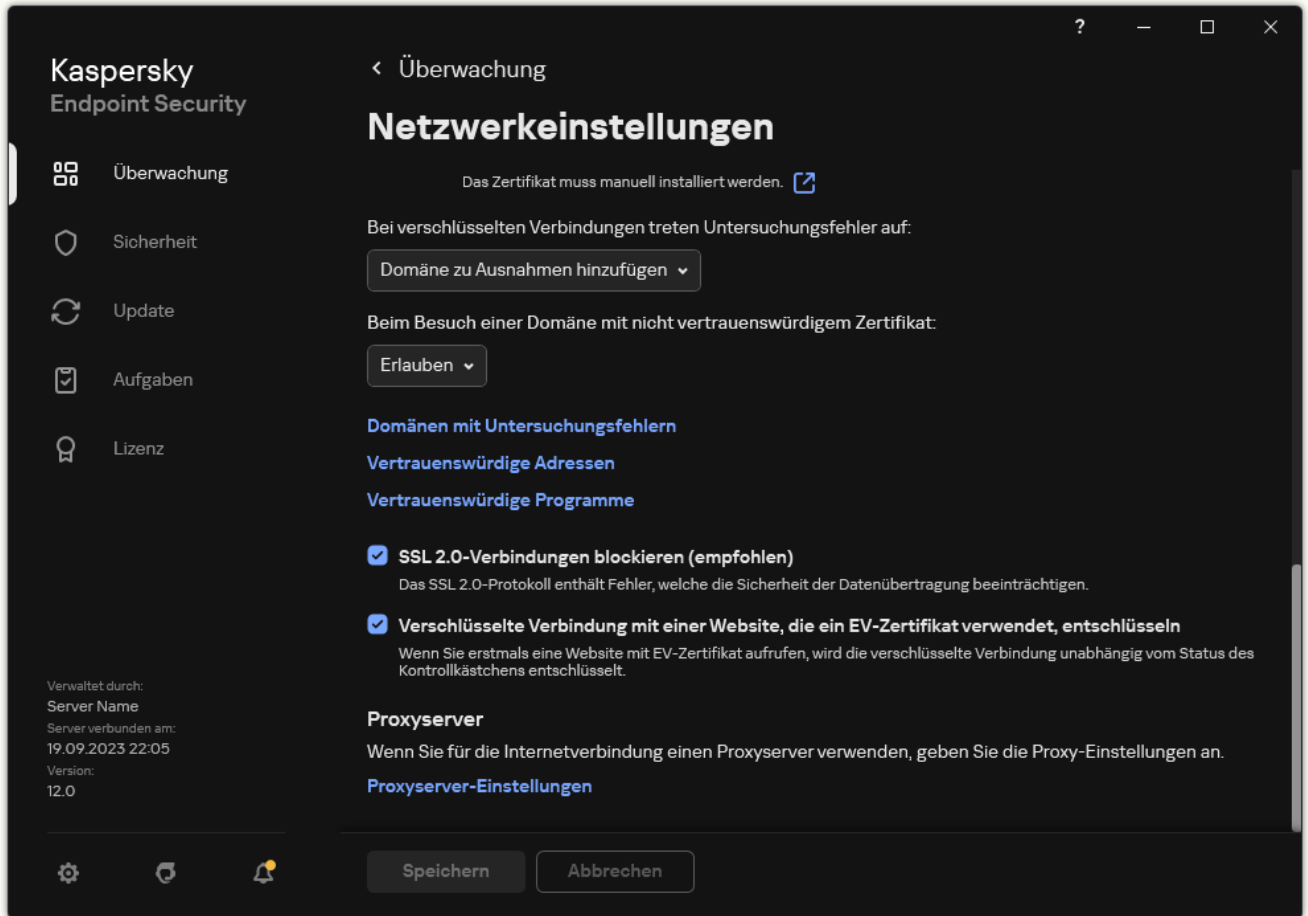 ?
Kaspersky
Endpoint Security
Überwachung
Sicherheit
Update
Aufgaben
Lizenz
Verwaltet durch:
Server Name
Server verbunden am:
19.09.2023 22:05
Version:
12.0
Überwachung
Netzwerkeinstellungen
Das Zertifikat muss manuell installiert werden.
Bei verschlüsselten Verbindungen treten Untersuchungsfehler auf:
Domäne zu Ausnahmen hinzufügen
Beim Besuch einer Domäne mit nicht vertrauenswürdigem Zertifikat:
Erlauben
Domänen mit Untersuchungsfehlern
Vertrauenswürdige Adressen
Vertrauenswürdige Programme
SSL 2.0-Verbindungen blockieren (empfohlen)
Das SSL 2.0-Protokoll enthält Fehler, welche die Sicherheit der Datenübertragung beeinträchtigen.
Verschlüsselte Verbindung mit einer Website, die ein EV-Zertifikat verwendet, entschlüsseln
Wenn Sie erstmals eine Website mit EV-Zertifikat aufrufen, wird die verschlüsselte Verbindung unabhängig vom Status des
Kontrollkästchens entschlüsselt.
Proxyserver
Wenn Sie für die Internetverbindung einen Proxyserver verwenden, geben Sie die Proxy-Einstellungen an.
Proxyserver-Einstellungen
Speichern
Abbrechen